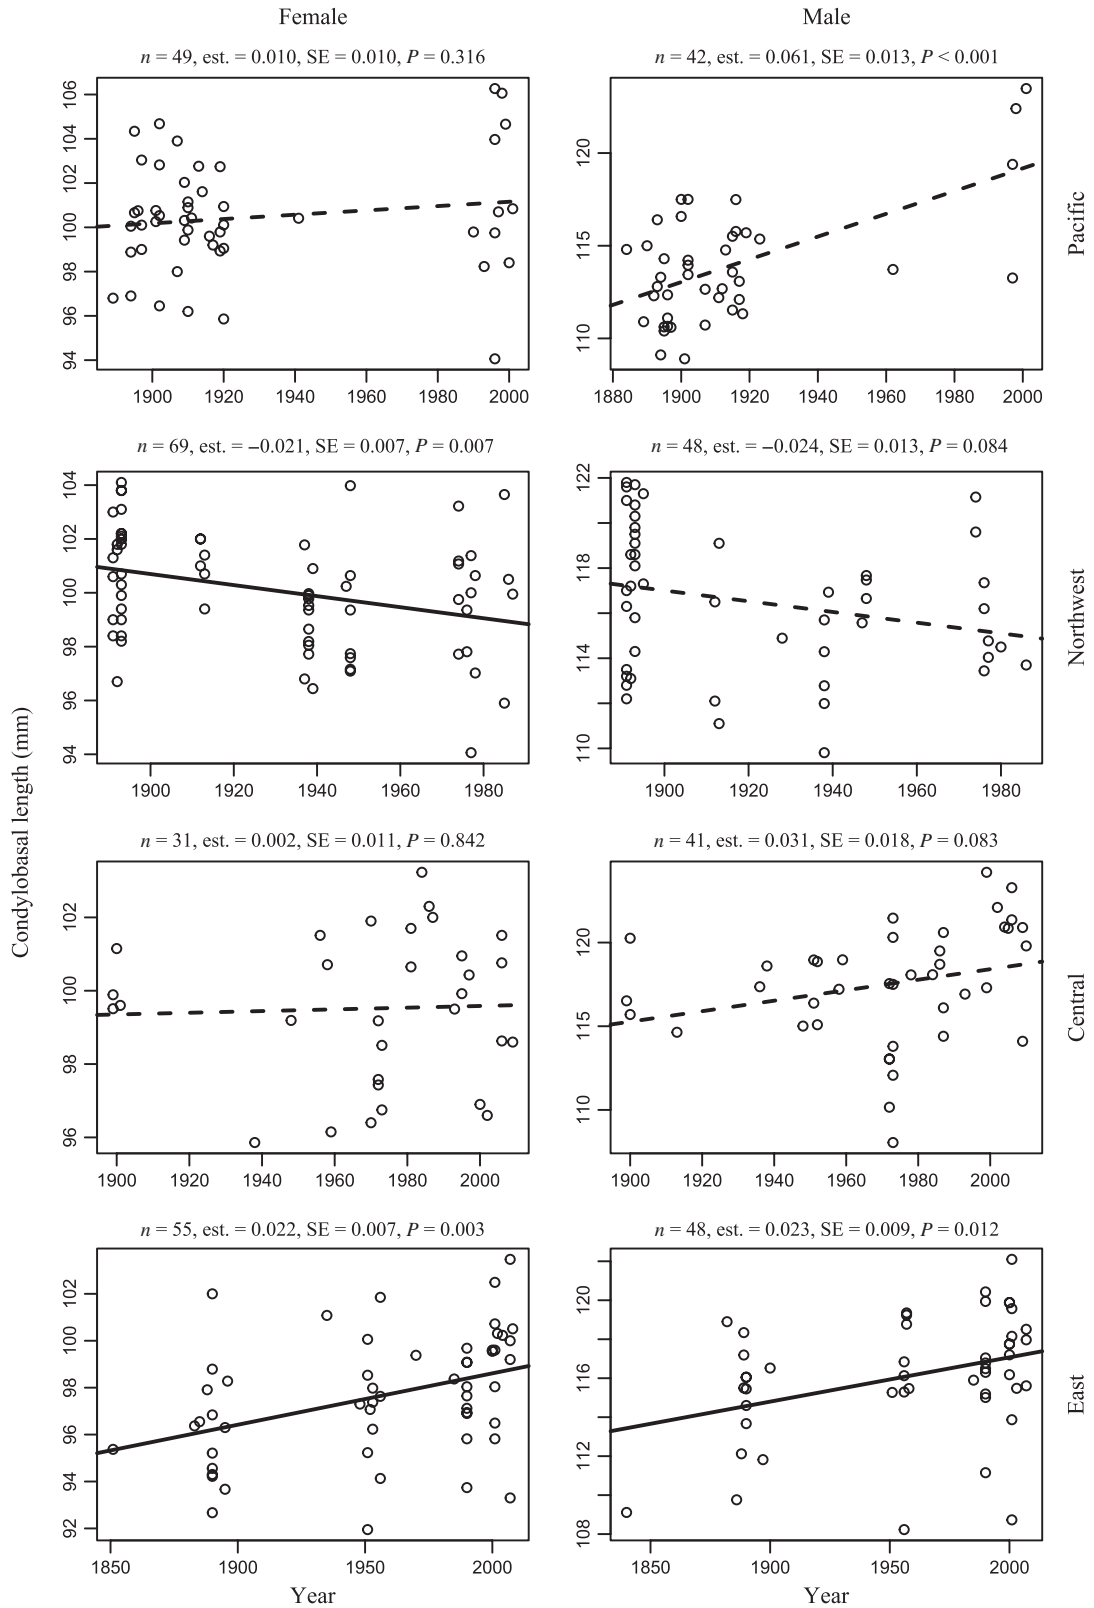 Female
Male
n = 49, est. = 0.010, SE = 0.010, P = 0.316
n = 42, est. = 0.061, SE = 0.013, P < 0.001
94 96 98 100 102 104 106
1900 1920 1940 1960 1980 2000
110 115 120
1880 1900 1920 1940 1960 1980 2000
Pacific
n = 69, est. = −0.021, SE = 0.007, P = 0.007
n = 48, est. = −0.024, SE = 0.013, P = 0.084
94 96 98 100 102 104
1900 1920 1940 1960 1980
110 114 118 122
1900 1920 1940 1960 1980
Northwest
Condylobasal length (mm)
n = 31, est. = 0.002, SE = 0.011, P = 0.842
n = 41, est. = 0.031, SE = 0.018, P = 0.083
96 98 100 102
1900 1920 1940 1960 1980 2000
110 115 120
1900 1920 1940 1960 1980 2000
Central
n = 55, est. = 0.022, SE = 0.007, P = 0.003
n = 48, est. = 0.023, SE = 0.009, P = 0.012
92 94 96 98 100 102
1850 1900 1950 2000
108 112 116 120
1850 1900 1950 2000
East
Year
Year